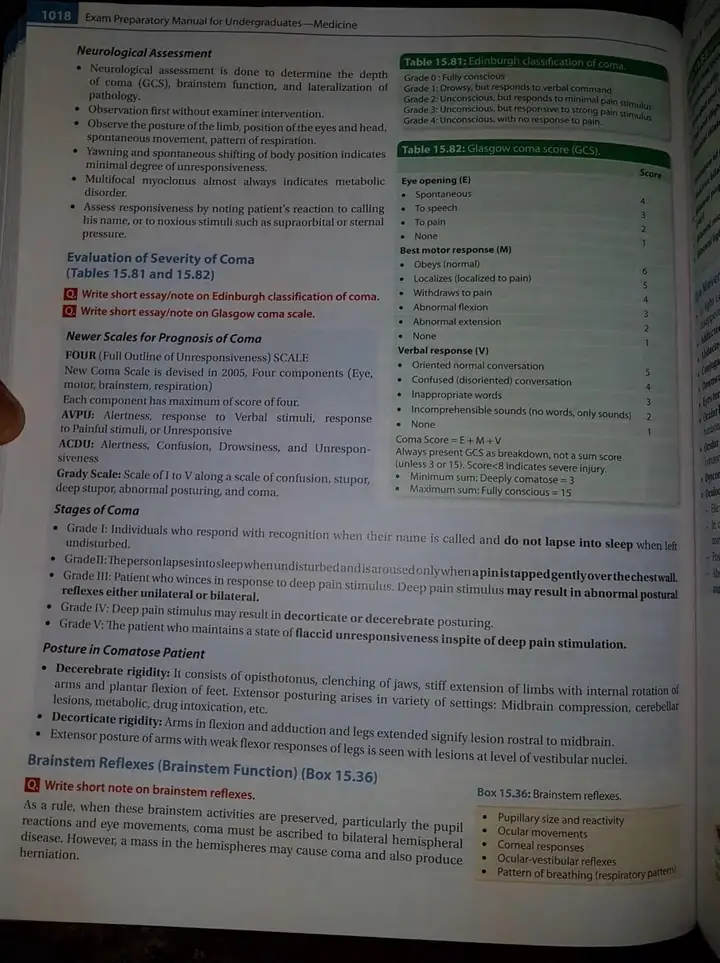 1018 Exam Preparatory Manual for Undergraduates—Medicine
Neurological Assessment
• Neurological assessment is done to determine the depth
of coma (GCS), brainstem function, and lateralization of
pathology.
• Observation first without examiner intervention.
• Observe the posture of the limb, position of the eyes and head,
spontaneous movement, pattern of respiration.
• Yawning and spontaneous shifting of body position indicates
minimal degree of unresponsiveness.
• Multifocal myoclonus almost always indicates metabolic
disorder.
• Assess responsiveness by noting patient's reaction to calling
his name, or to noxious stimuli such as supraorbital or sternal
pressure.
Evaluation of Severity of Coma
(Tables 15.81 and 15.82)
Q. Write short essay/note on Edinburgh classification of coma.
Q. Write short essay/note on Glasgow coma scale.
Newer Scales for Prognosis of Coma
FOUR (Full Outline of Unresponsiveness) SCALE
New Coma Scale is devised in 2005, Four components (Eye,
motor, brainstem, respiration)
Each component has maximum of score of four.
AVPU: Alertness, response to Verbal stimuli, response
to Painful stimuli, or Unresponsive
ACDU: Alertness, Confusion, Drowsiness, and Unrespon-
siveness
Grady Scale: Scale of I to V along a scale of confusion, stupor,
deep stupor, abnormal posturing, and coma.
Table 15.81: Edinburgh classification of coma.
Grade 0 : Fully conscious
Grade 1: Drowsy, but responds to verbal command
Grade 2: Unconscious, but responds to minimal pain stimulus
Grade 3: Unconscious, but responsive to strong pain stimulus
Grade 4: Unconscious, with no response to pain.
Table 15.82: Glasgow coma score (GCS).
Score
Eye opening (E)
• Spontaneous 4
• To speech 3
• To pain 2
• None 1
Best motor response (M)
• Obeys (normal) 6
• Localizes (localized to pain) 5
• Withdraws to pain 4
• Abnormal flexion 3
• Abnormal extension 2
• None 1
Verbal response (V)
• Oriented normal conversation 5
• Confused (disoriented) conversation 4
• Inappropriate words 3
• Incomprehensible sounds (no words, only sounds) 2
• None 1
Coma Score = E + M + V
Always present GCS as breakdown, not a sum score
(unless 3 or 15). Score<8 indicates severe injury.
• Minimum sum: Deeply comatose = 3
• Maximum sum: Fully conscious = 15
Stages of Coma
• Grade I: Individuals who respond with recognition when their name is called and do not lapse into sleep when left
undisturbed.
• Grade II: The person lapses into sleep when undisturbed and is aroused only when a pin is tapped gently over the chest wall.
• Grade III: Patient who winces in response to deep pain stimulus. Deep pain stimulus may result in abnormal postural
reflexes either unilateral or bilateral.
• Grade IV: Deep pain stimulus may result in decorticate or decerebrate posturing.
• Grade V: The patient who maintains a state of flaccid unresponsiveness inspite of deep pain stimulation.
Posture in Comatose Patient
• Decerebrate rigidity: It consists of opisthotonus, clenching of jaws, stiff extension of limbs with internal rotation of
arms and plantar flexion of feet. Extensor posturing arises in variety of settings: Midbrain compression, cerebellar
lesions, metabolic, drug intoxication, etc.
• Decorticate rigidity: Arms in flexion and adduction and legs extended signify lesion rostral to midbrain.
• Extensor posture of arms with weak flexor responses of legs is seen with lesions at level of vestibular nuclei.
Brainstem Reflexes (Brainstem Function) (Box 15.36)
Q. Write short note on brainstem reflexes.
As a rule, when these brainstem activities are preserved, particularly the pupil
reactions and eye movements, coma must be ascribed to bilateral hemispheral
disease. However, a mass in the hemispheres may cause coma and also produce
herniation.
Box 15.36: Brainstem reflexes.
• Pupillary size and reactivity
• Ocular movements
• Corneal responses
• Ocular-vestibular reflexes
• Pattern of breathing (respiratory pattern)